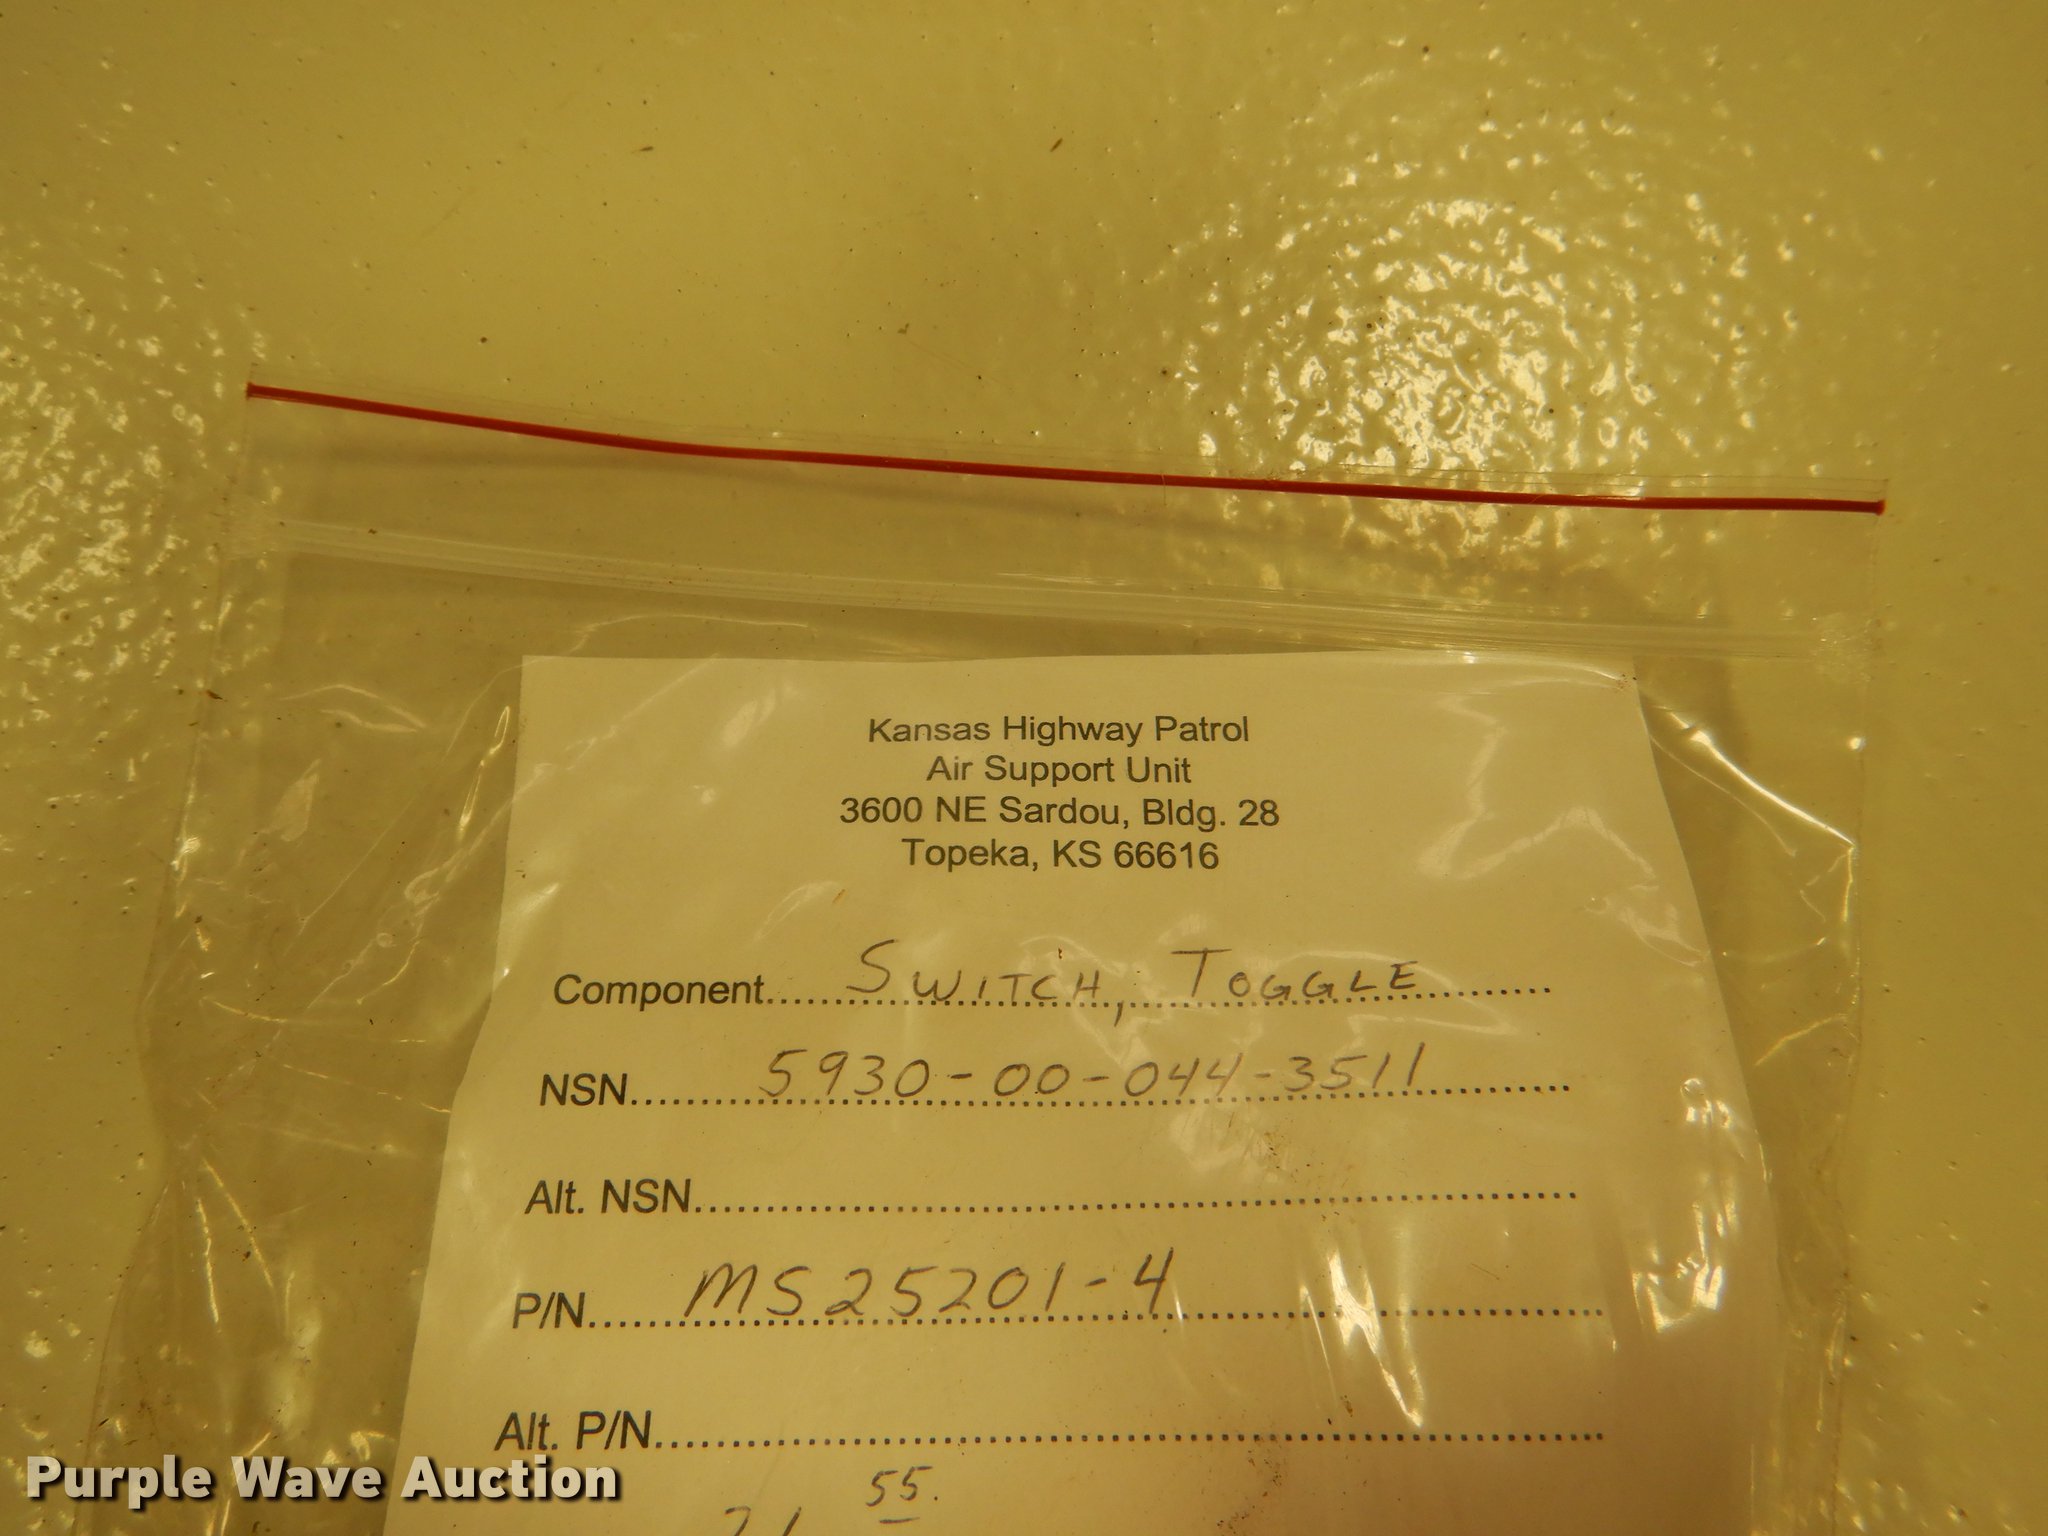 Kansas Highway Patrol
Air Support Unit
3600 NE Sardou, Bldg. 28
Topeka, KS 66616
Component..........SWITCH, TOGGLE..........
NSN..........5930-00-044-3511..........
Alt. NSN..........
P/N..........MS25201-4..........
Alt. P/N..........
55.
Purple Wave Auction